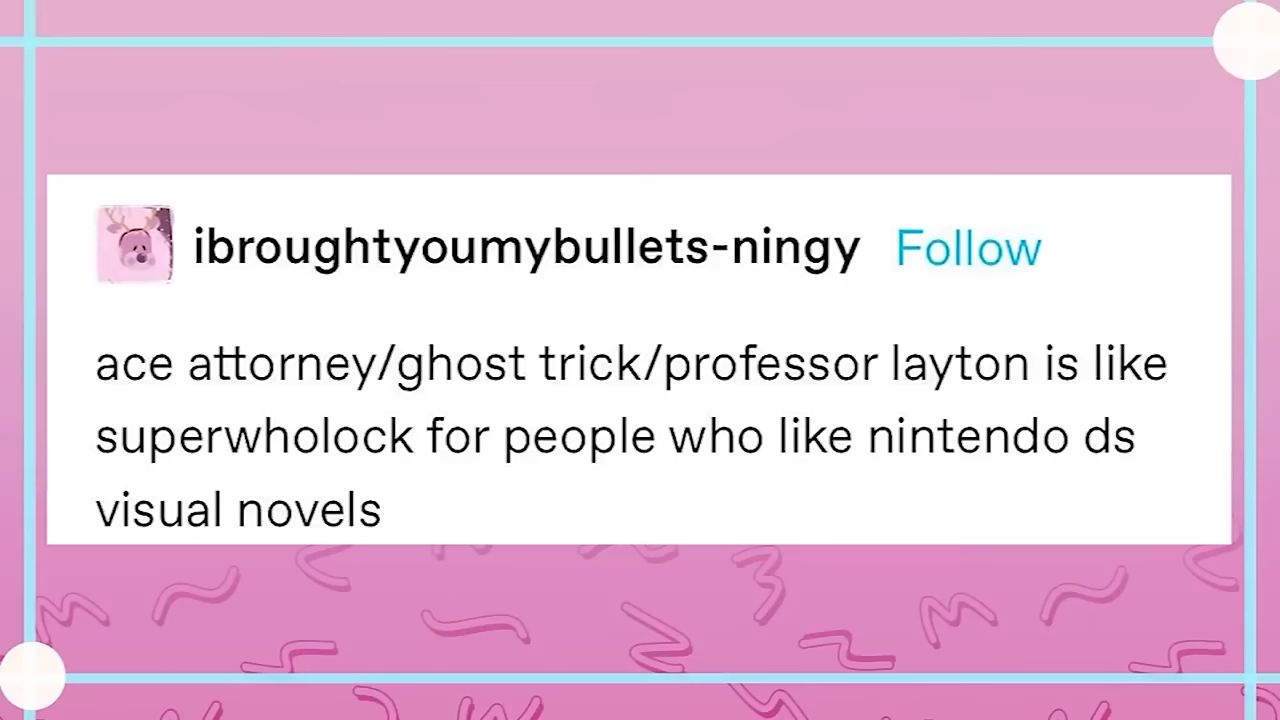 ibroughtyoumybullets-ningy Follow
ace attorney/ghost trick/professor layton is like
superwholock for people who like nintendo ds
visual novels